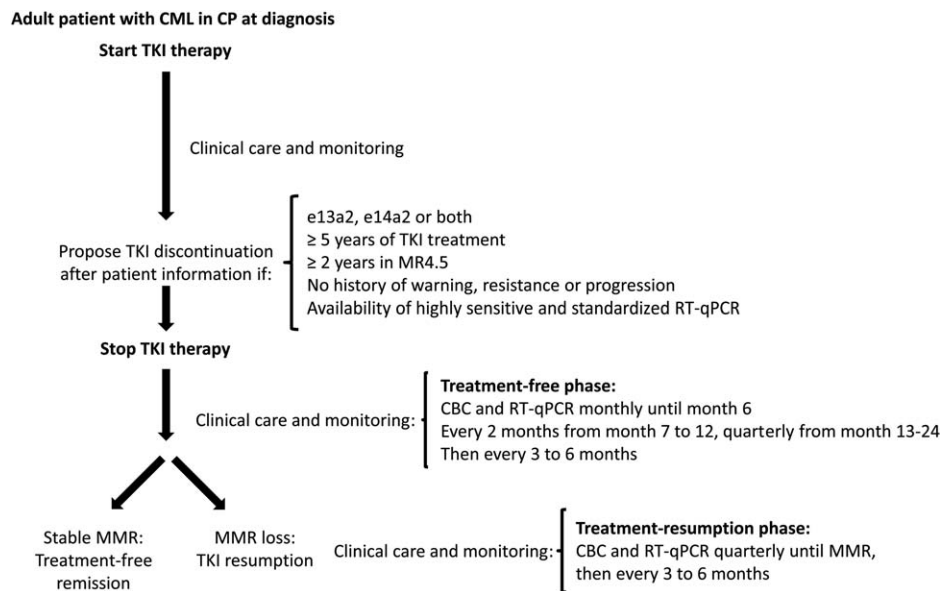 Adult patient with CML in CP at diagnosis
Start TKI therapy
Clinical care and monitoring
Propose TKI discontinuation
after patient information if:
e13a2, e14a2 or both
≥ 5 years of TKI treatment
≥ 2 years in MR4.5
No history of warning, resistance or progression
Availability of highly sensitive and standardized RT-qPCR
Stop TKI therapy
Clinical care and monitoring:
Treatment-free phase:
CBC and RT-qPCR monthly until month 6
Every 2 months from month 7 to 12, quarterly from month 13-24
Then every 3 to 6 months
Stable MMR:
Treatment-free
remission
MMR loss:
TKI resumption
Clinical care and monitoring:
Treatment-resumption phase:
CBC and RT-qPCR quarterly until MMR,
then every 3 to 6 months